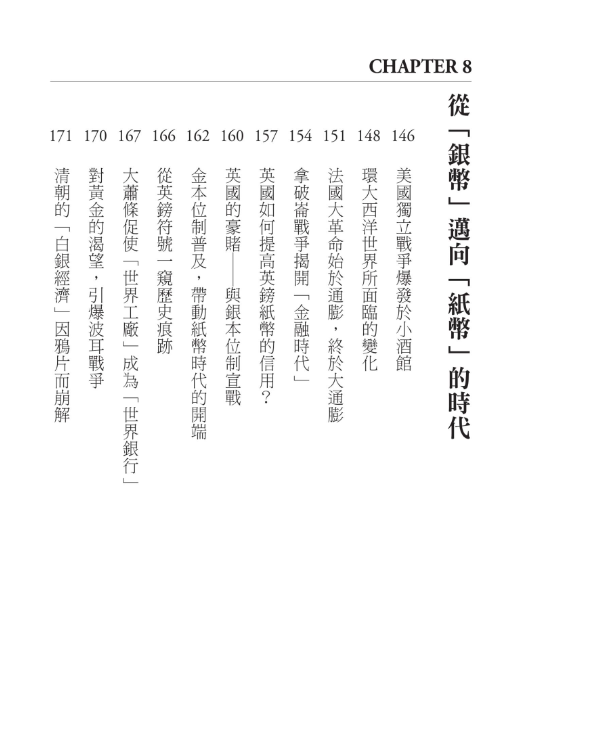 CHAPTER 8
從「銀幣」邁向「紙幣」的時代
146 美國獨立戰爭爆發於小酒館
148 環大西洋世界所面臨的變化
151 法國大革命始於通膨，終於大通膨
154 拿破崙戰爭揭開「金融時代」
157 英國如何提高英鎊紙幣的信用？
160 英國的豪賭——與銀本位制宣戰
162 金本位制普及，帶動紙幣時代的開端
166 從英鎊符號一窺歷史痕跡
167 大蕭條促使「世界工廠」成為「世界銀行」
170 對黃金的渴望，引爆波耳戰爭
171 清朝的「白銀經濟」因鴉片而崩解